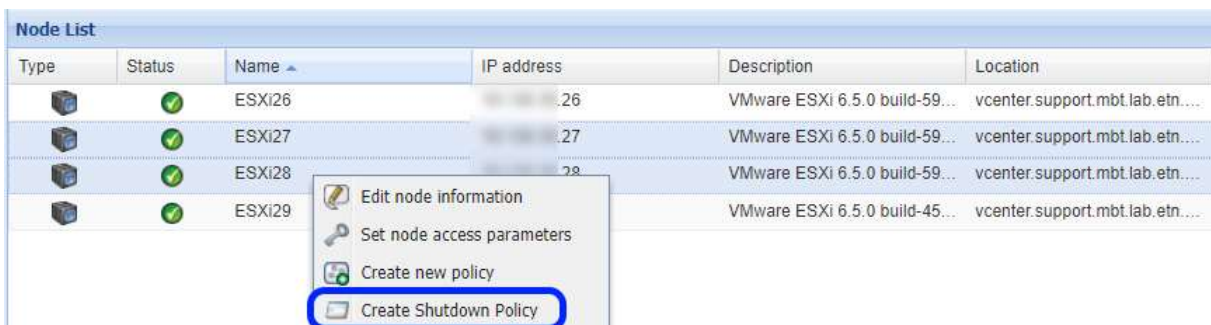 Node List
Type Status Name IP address Description Location
ESXi26 .26 VMware ESXi 6.5.0 build-59... vcenter.support.mbt.lab.etn....
ESXi27 .27 VMware ESXi 6.5.0 build-59... vcenter.support.mbt.lab.etn....
ESXi28 .28 VMware ESXi 6.5.0 build-59... vcenter.support.mbt.lab.etn....
ESXi29 VMware ESXi 6.5.0 build-45... vcenter.support.mbt.lab.etn....
Edit node information
Set node access parameters
Create new policy
Create Shutdown Policy